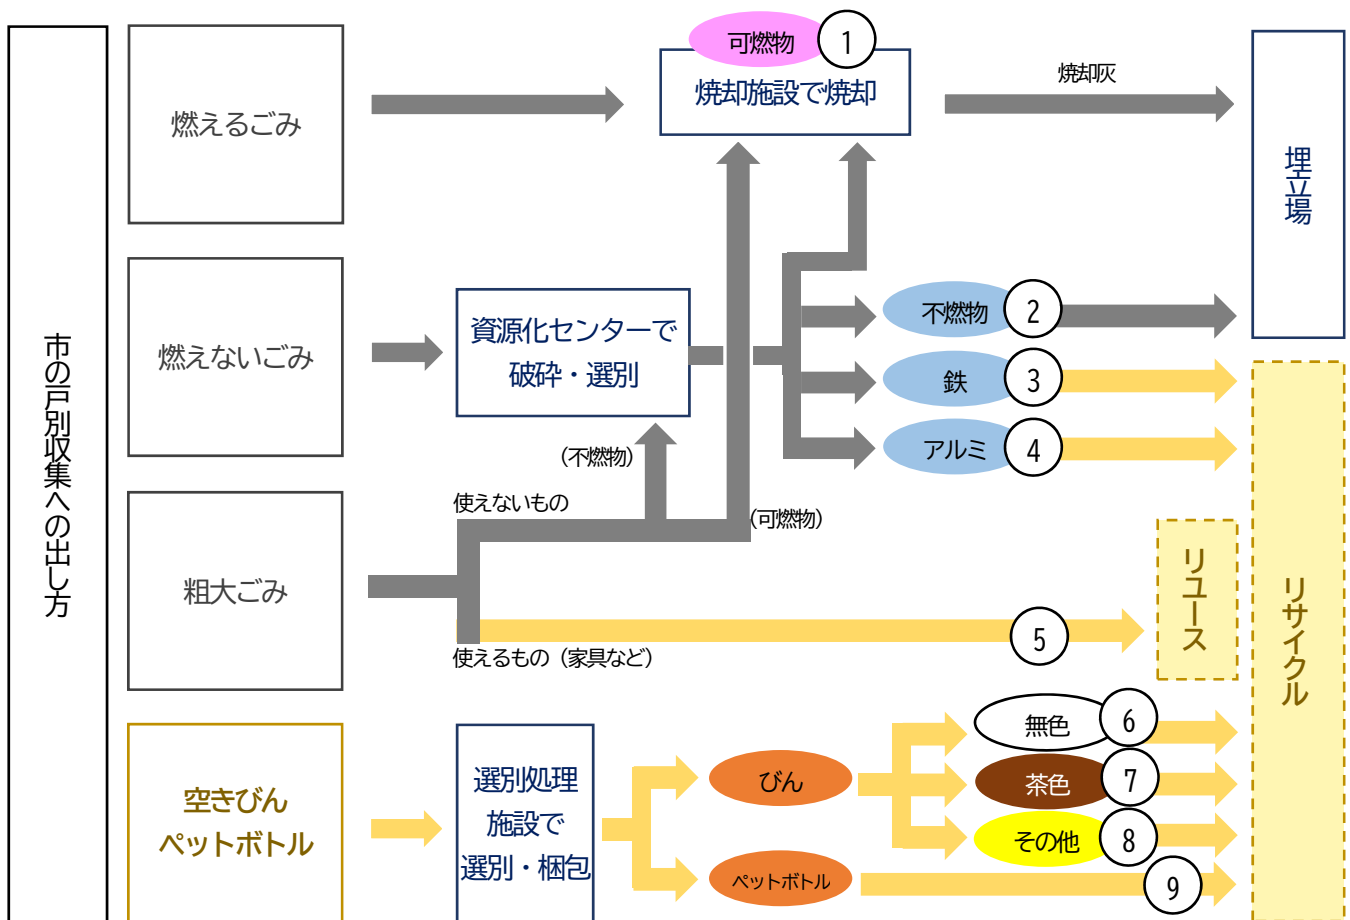 市の戸別収集への出し方
燃えるごみ
可燃物
1
焼却施設で焼却
焼却灰
埋立場
燃えないごみ
資源化センターで
破砕・選別
不燃物
2
鉄
3
アルミ
4
(不燃物)
使えないもの
(可燃物)
粗大ごみ
使えるもの(家具など)
5
リユース
リサイクル
空きびん
ペットボトル
選別処理
施設で
選別・梱包
びん
無色
6
茶色
7
その他
8
ペットボトル
9